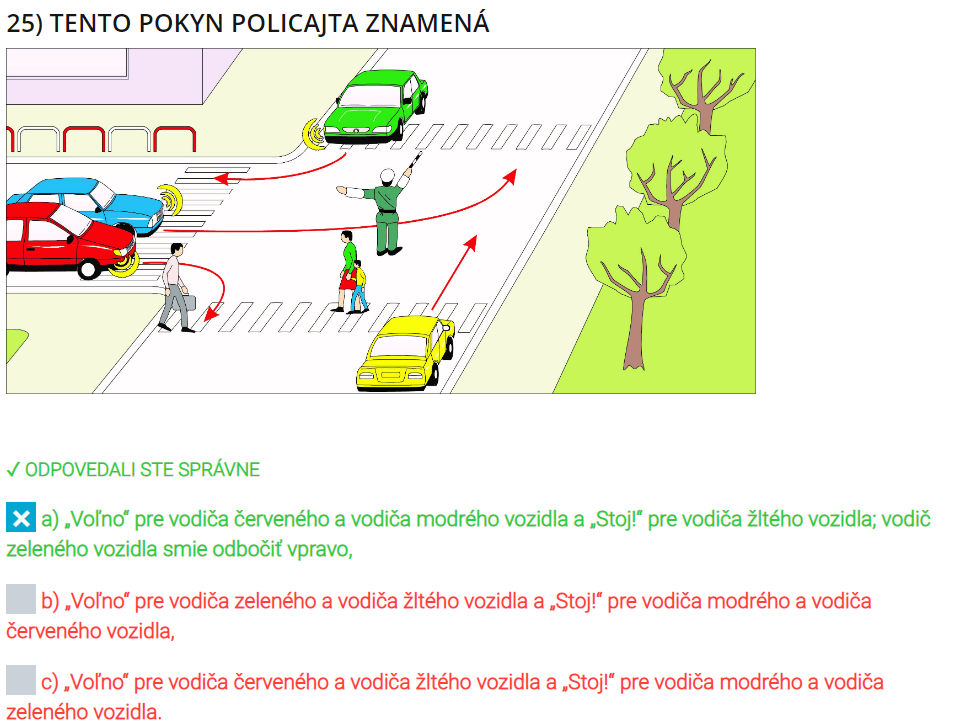 25) TENTO POKYN POLICAJTA ZNAMENÁ
✓ ODPOVEDALI STE SPRÁVNE
a) „Voľno“ pre vodiča červeného a vodiča modrého vozidla a „Stoj!“ pre vodiča žltého vozidla; vodič
zeleného vozidla smie odbočiť vpravo,
b) „Voľno“ pre vodiča zeleného a vodiča žltého vozidla a „Stoj!“ pre vodiča modrého a vodiča
červeného vozidla,
c) „Voľno“ pre vodiča červeného a vodiča žltého vozidla a „Stoj!“ pre vodiča modrého a vodiča
zeleného vozidla.